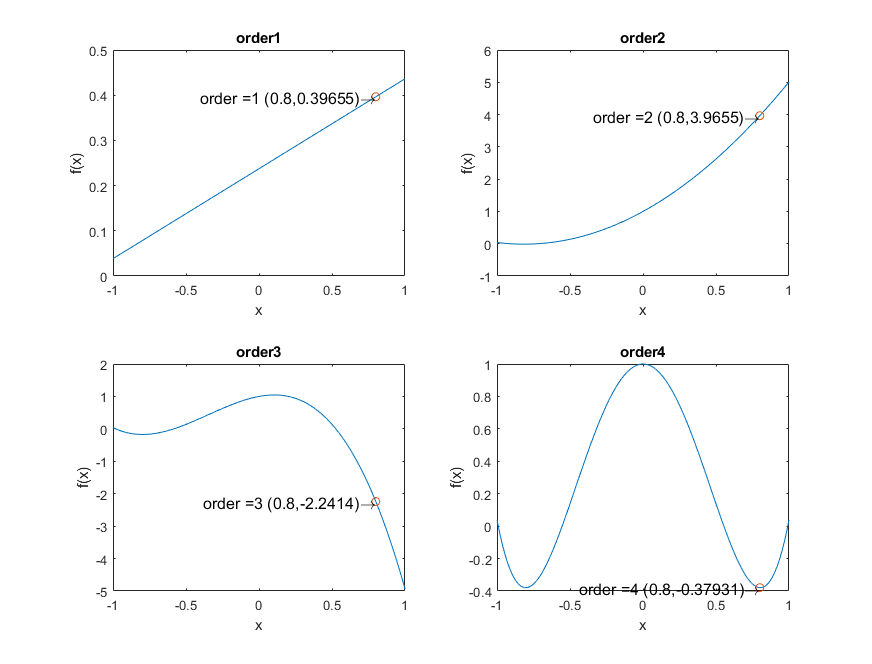 order1
0.5
0.4
0.3
0.2
0.1
0
f(x)
order =1 (0.8,0.39655)
-1 -0.5 0 0.5 1
x
order2
6
5
4
3
2
1
0
-1
f(x)
order =2 (0.8,3.9655)
-1 -0.5 0 0.5 1
x
order3
2
1
0
-1
-2
-3
-4
-5
f(x)
order =3 (0.8,-2.2414)
-1 -0.5 0 0.5 1
x
order4
1
0.8
0.6
0.4
0.2
0
-0.2
-0.4
f(x)
order =4 (0.8,-0.37931)
-1 -0.5 0 0.5 1
x